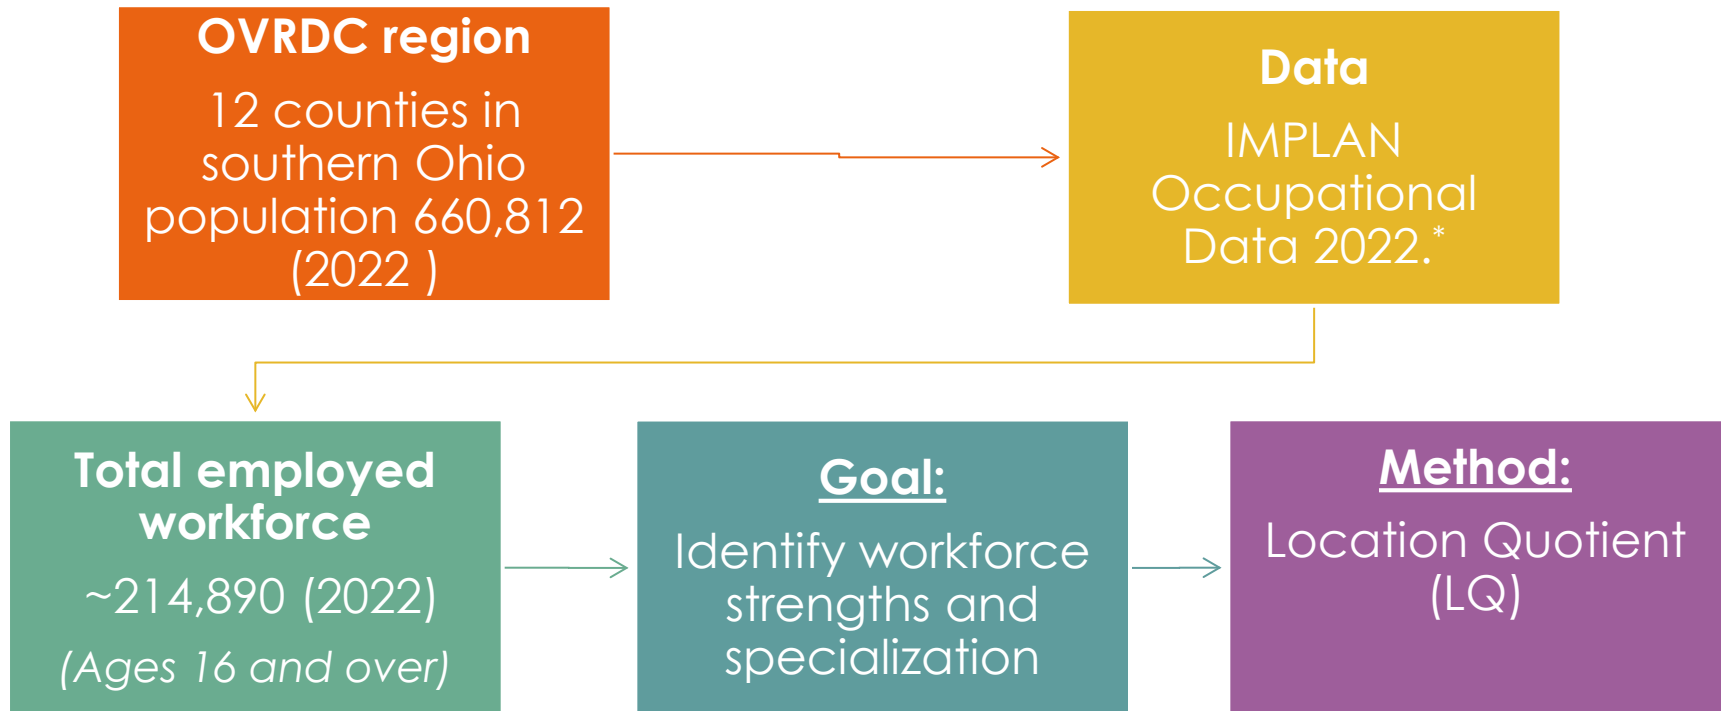 OVRDC region
12 counties in
southern Ohio
population 660,812
(2022 )
Data
IMPLAN
Occupational
Data 2022.*
Total employed
workforce
~214,890 (2022)
(Ages 16 and over)
Goal:
Identify workforce
strengths and
specialization
Method:
Location Quotient
(LQ)